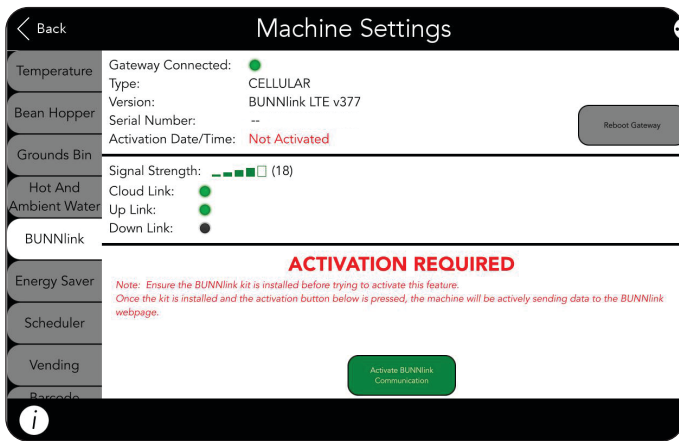 Back
Machine Settings
Temperature
Bean Hopper
Grounds Bin
Hot And
Ambient Water
BUNNlink
Energy Saver
Scheduler
Vending
Barcode
Gateway Connected:
Type: CELLULAR
Version: BUNNlink LTE v377
Serial Number: --
Activation Date/Time: Not Activated
Reboot Gateway
Signal Strength: (18)
Cloud Link:
Up Link:
Down Link:
ACTIVATION REQUIRED
Note: Ensure the BUNNlink kit is installed before trying to activate this feature.
Once the kit is installed and the activation button below is pressed, the machine will be actively sending data to the BUNNlink
webpage.
Activate BUNNlink
Communication
i